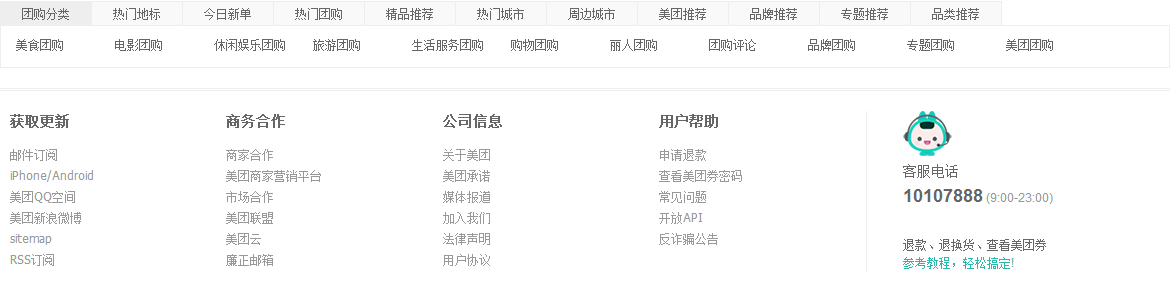 团购分类 热门地标 今日新单 热门团购 精品推荐 热门城市 周边城市 美团推荐 品牌推荐 专题推荐 品类推荐
美食团购 电影团购 休闲娱乐团购 旅游团购 生活服务团购 购物团购 丽人团购 团购评论 品牌团购 专题团购 美团团购
获取更新
邮件订阅
iPhone/Android
美团QQ空间
美团新浪微博
sitemap
RSS订阅
商务合作
商家合作
美团商家营销平台
市场合作
美团联盟
美团云
廉正邮箱
公司信息
关于美团
美团承诺
媒体报道
加入我们
法律声明
用户协议
用户帮助
申请退款
查看美团券密码
常见问题
开放API
反诈骗公告
客服电话
10107888 (9:00-23:00)
退款、退换货、查看美团券
参考教程，轻松搞定!